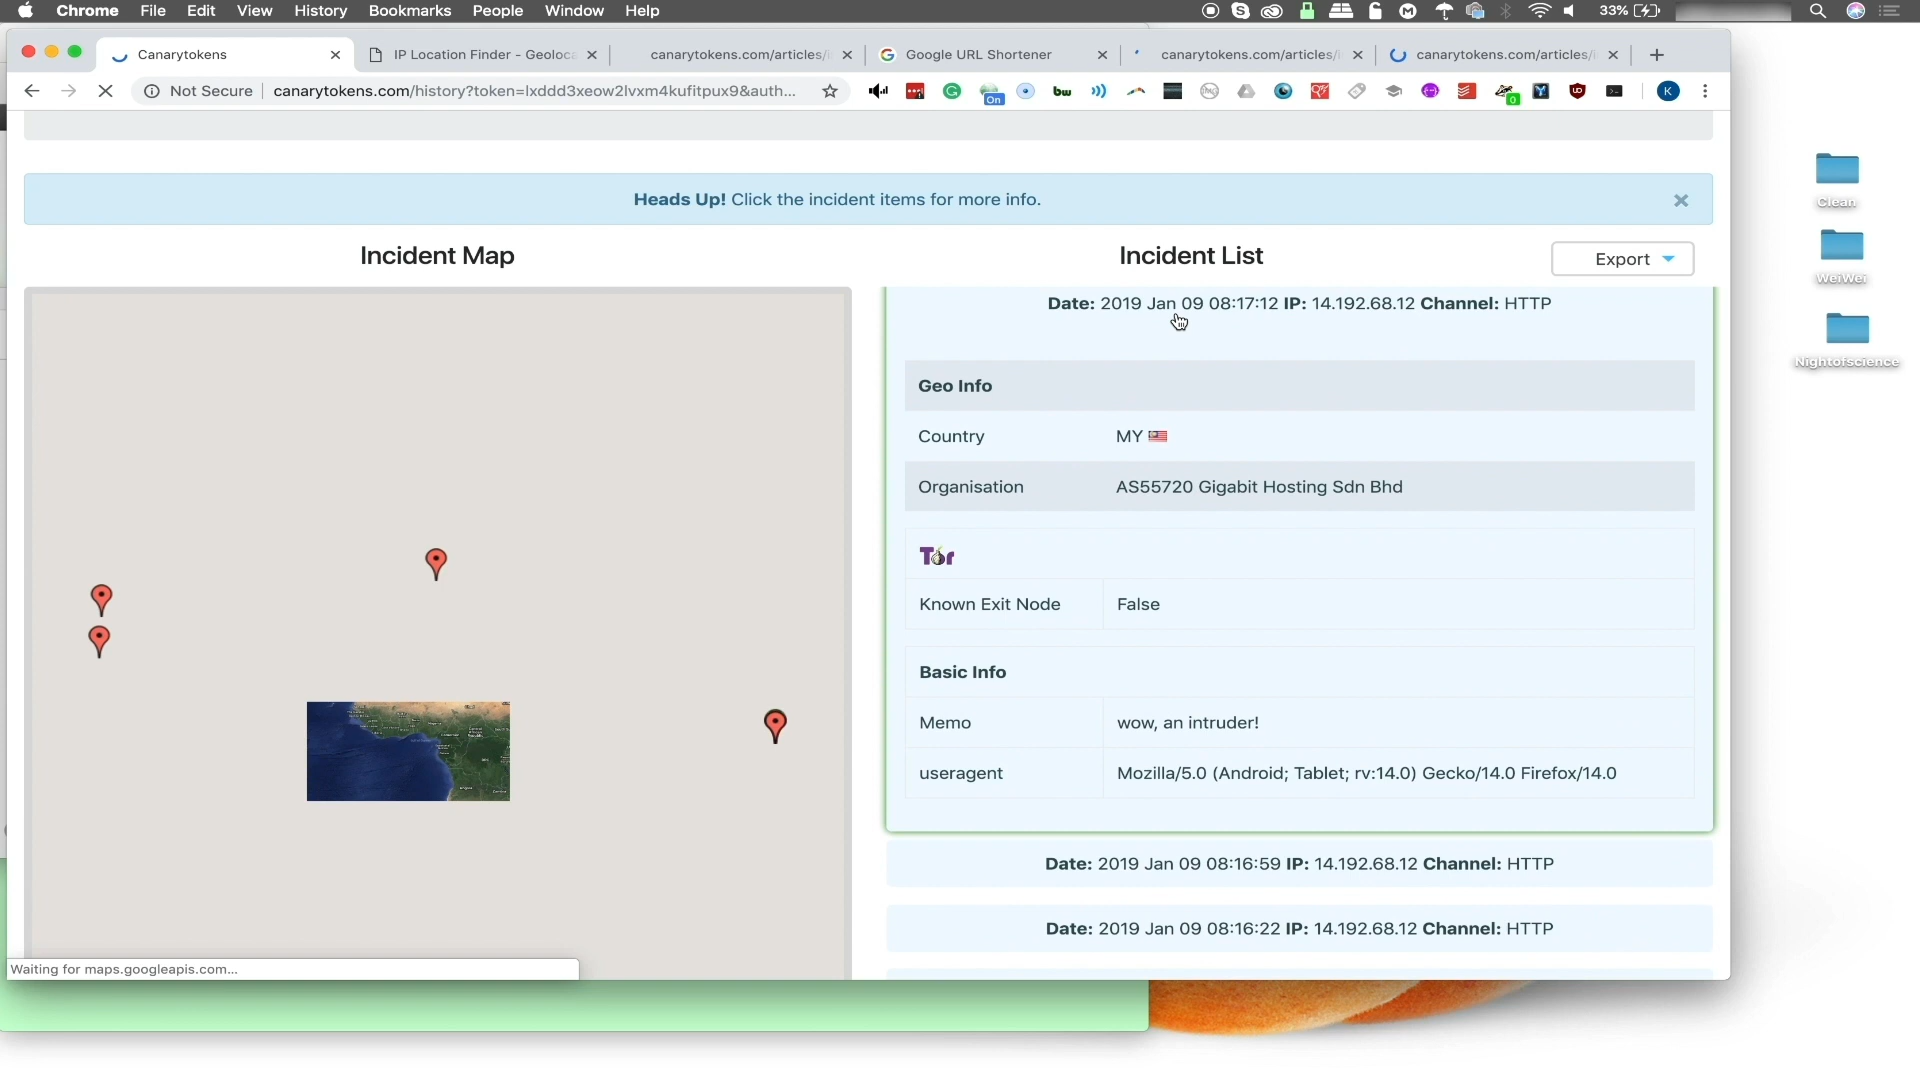 Chrome File Edit View History Bookmarks People Window Help 33%
Canarytokens IP Location Finder - Geoloca canarytokens.com/articles/i Google URL Shortener canarytokens.com/articles/i canarytokens.com/articles/i
Not Secure canarytokens.com/history?token=lxddd3xeow2lvxm4kufitpux9&auth...
On
bw
0
K
Heads Up! Click the incident items for more info.
Incident Map
Incident List
Export
Date: 2019 Jan 09 08:17:12 IP: 14.192.68.12 Channel: HTTP
Geo Info
Country MY
Organisation AS55720 Gigabit Hosting Sdn Bhd
Tor
Known Exit Node False
Basic Info
Memo wow, an intruder!
useragent Mozilla/5.0 (Android; Tablet; rv:14.0) Gecko/14.0 Firefox/14.0
Date: 2019 Jan 09 08:16:59 IP: 14.192.68.12 Channel: HTTP
Date: 2019 Jan 09 08:16:22 IP: 14.192.68.12 Channel: HTTP
Waiting for maps.googleapis.com...
Clean
WeiWei
Nightofscience